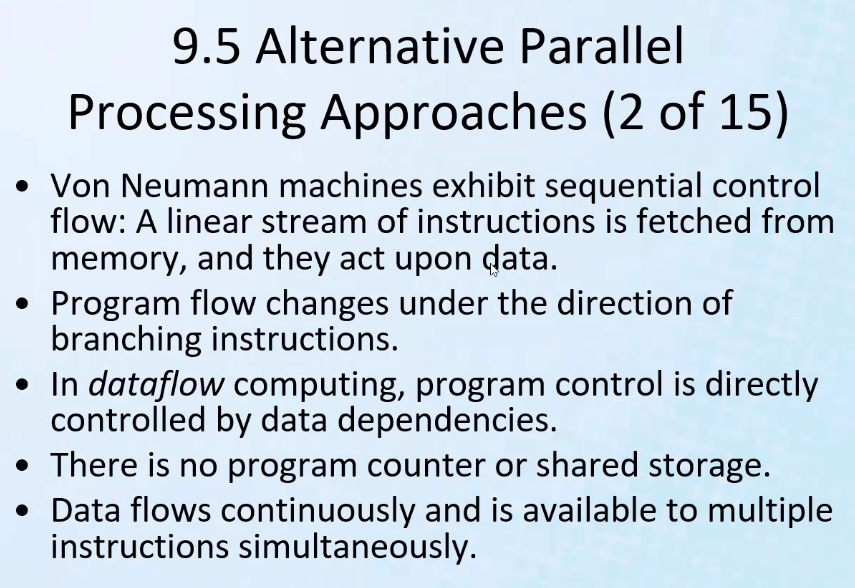 9.5 Alternative Parallel
Processing Approaches (2 of 15)
• Von Neumann machines exhibit sequential control
flow: A linear stream of instructions is fetched from
memory, and they act upon data.
• Program flow changes under the direction of
branching instructions.
• In dataflow computing, program control is directly
controlled by data dependencies.
• There is no program counter or shared storage.
• Data flows continuously and is available to multiple
instructions simultaneously.